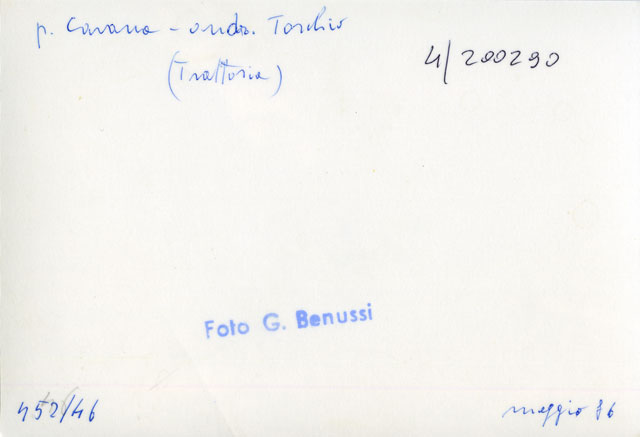 p. Cavana - andr. Torchio
4/200290
(Trattoria)
Foto G. Benussi
452/46
maggio 86